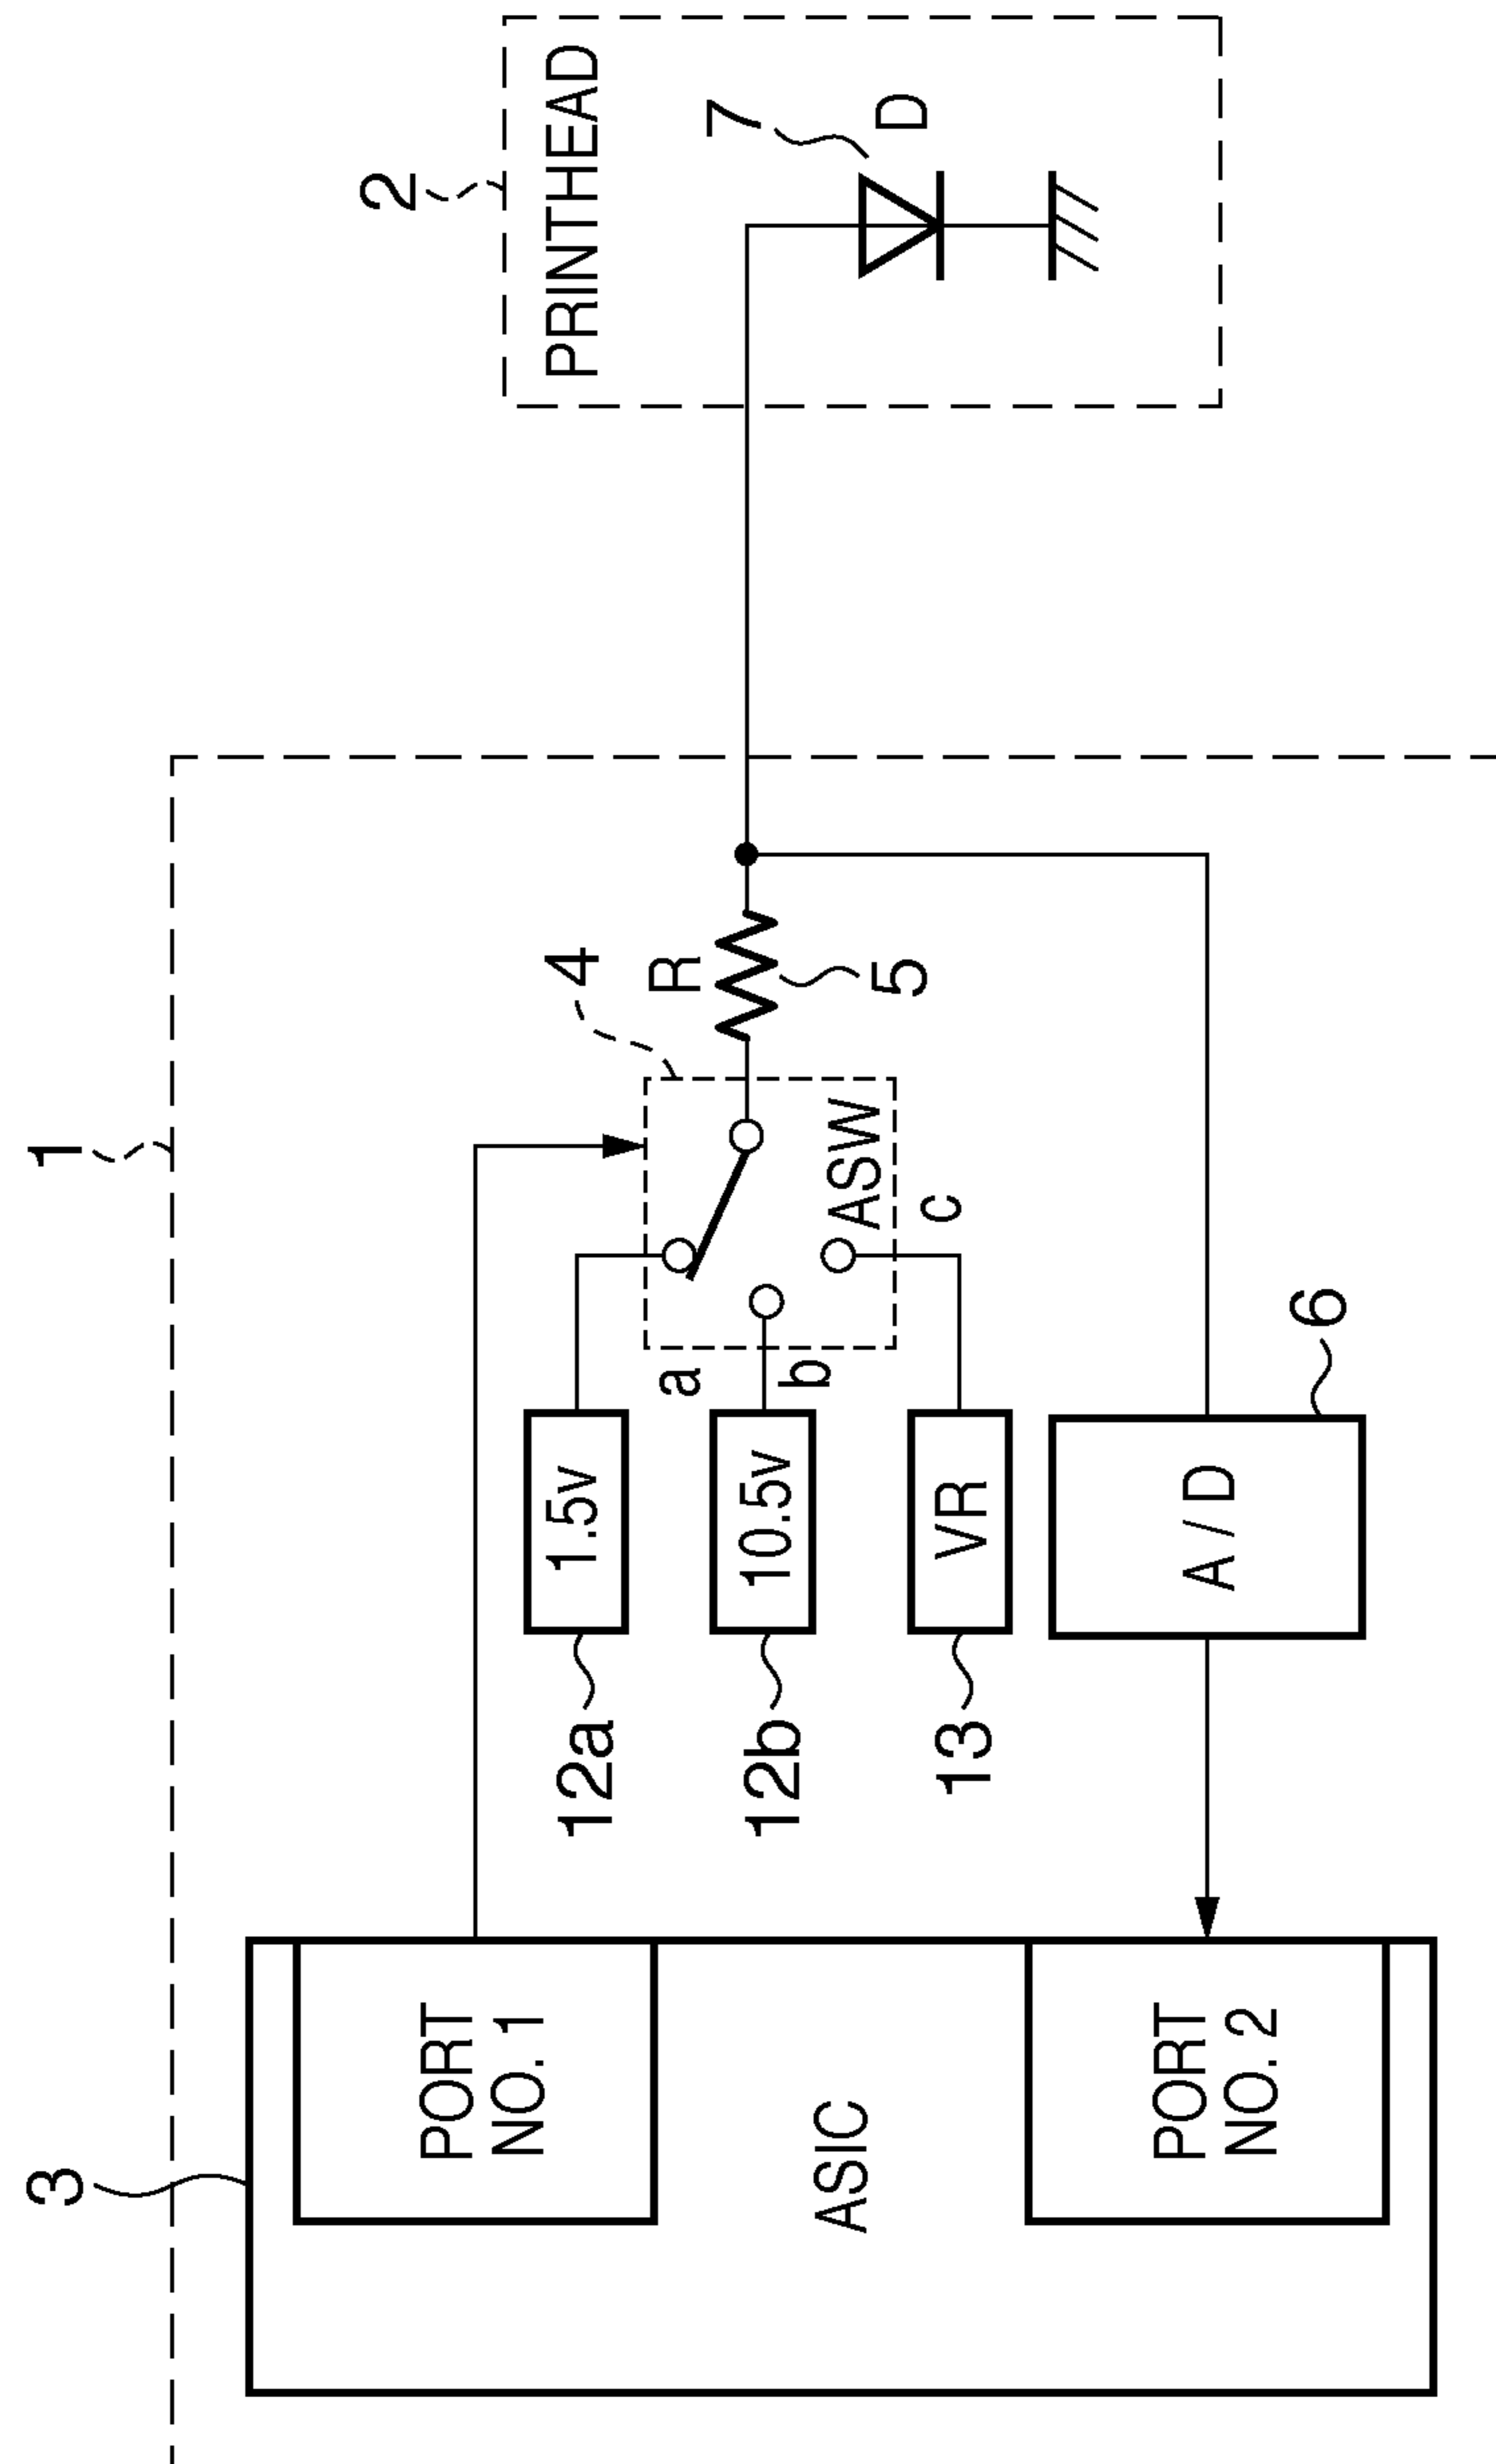 1
2
PRINTHEAD
7
D
3
PORT
NO. 1
ASIC
PORT
NO. 2
12a
1.5v
a
12b
10.5v
b
13
VR
c
4
ASW
R
5
A / D
6